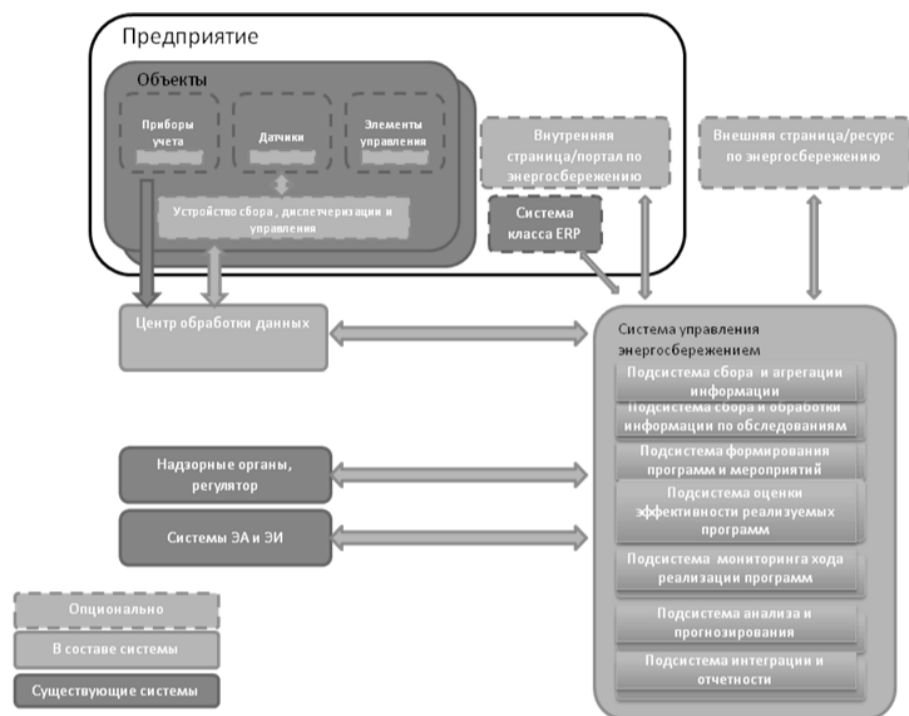 Предприятие
Объекты
Приборы
учета
Датчики
Элементы
управления
Устройство сбора , диспетчеризации и
управления
Внутренняя
страница/портал по
энергосбережению
Система
класса ERP
Внешняя страница/ресурс
по энергосбережению
Центр обработки данных
Надзорные органы,
регулятор
Системы ЭА и ЭИ
Система управления
энергосбережением
Подсистема сбора и агрегации
информации
Подсистема сбора и обработки
информации по обследованиям
Подсистема формирования
программ и мероприятий
Подсистема оценки
эффективности реализуемых
программ
Подсистема мониторинга хода
реализации программ
Подсистема анализа и
прогнозирования
Подсистема интеграции и
отчетности
Опционально
В составе системы
Существующие системы